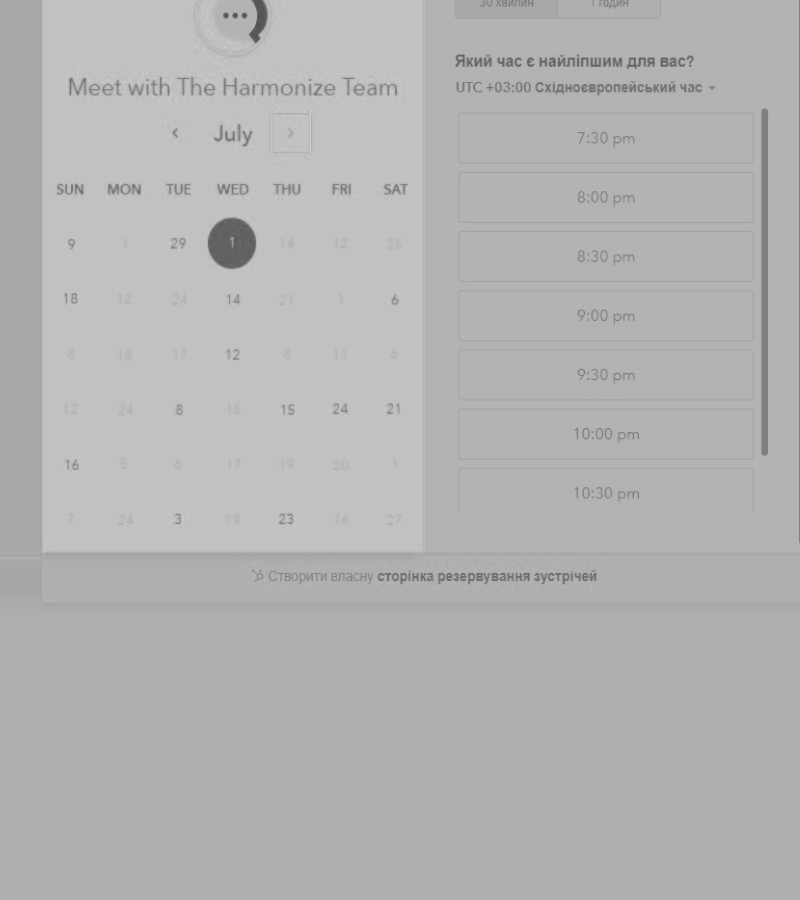 Meet with The Harmonize Team
July
SUN MON TUE WED THU FRI SAT
9 1 29 1 14 12 25
18 12 24 14 21 1 6
8 18 17 12 8 11 6
12 24 8 16 15 24 21
16 5 6 17 19 20 1
7 24 3 19 23 16 27
30 хвилин 1 годин
Який час є найліпшим для вас?
UTC +03:00 Східноєвропейський час
7:30 pm
8:00 pm
8:30 pm
9:00 pm
9:30 pm
10:00 pm
10:30 pm
Створити власну сторінка резервування зустрічей